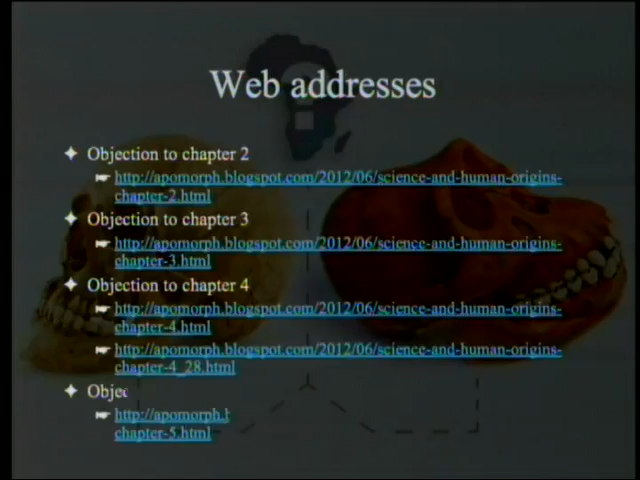 Web addresses
Objection to chapter 2
http://apomorph.blogspot.com/2012/06/science-and-human-origins-
chapter-2.html
Objection to chapter 3
http://apomorph.blogspot.com/2012/06/science-and-human-origins-
chapter-3.html
Objection to chapter 4
http://apomorph.blogspot.com/2012/06/science-and-human-origins-
chapter-4.html
http://apomorph.blogspot.com/2012/06/science-and-human-origins-
chapter-4_28.html
Objec
http://apomorph.b
chapter-5.html